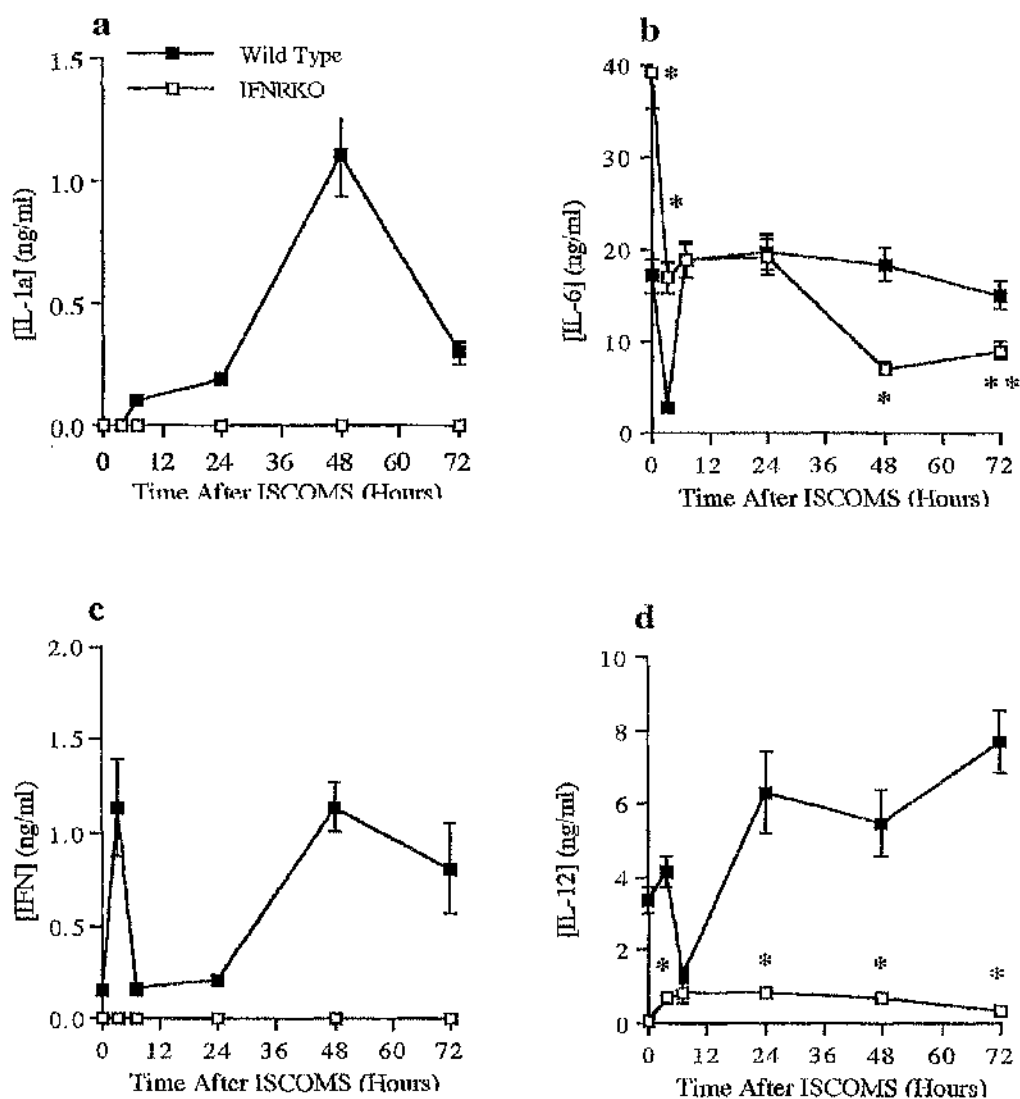 a
1.5
1.0
0.5
0.0
[IL-1a] (ng/ml)
Wild Type
IFNRKO
0 12 24 36 48 60 72
Time After ISCOMS (Hours)
b
40
30
20
10
0
[IL-6] (ng/ml)
*
*
*
**
0 12 24 36 48 60 72
Time After ISCOMS (Hours)
c
2.0
1.5
1.0
0.5
0.0
[IFN] (ng/ml)
0 12 24 36 48 60 72
Time After ISCOMS (Hours)
d
10
8
6
4
2
0
[IL-12] (ng/ml)
* * * *
0 12 24 36 48 60 72
Time After ISCOMS (Hours)